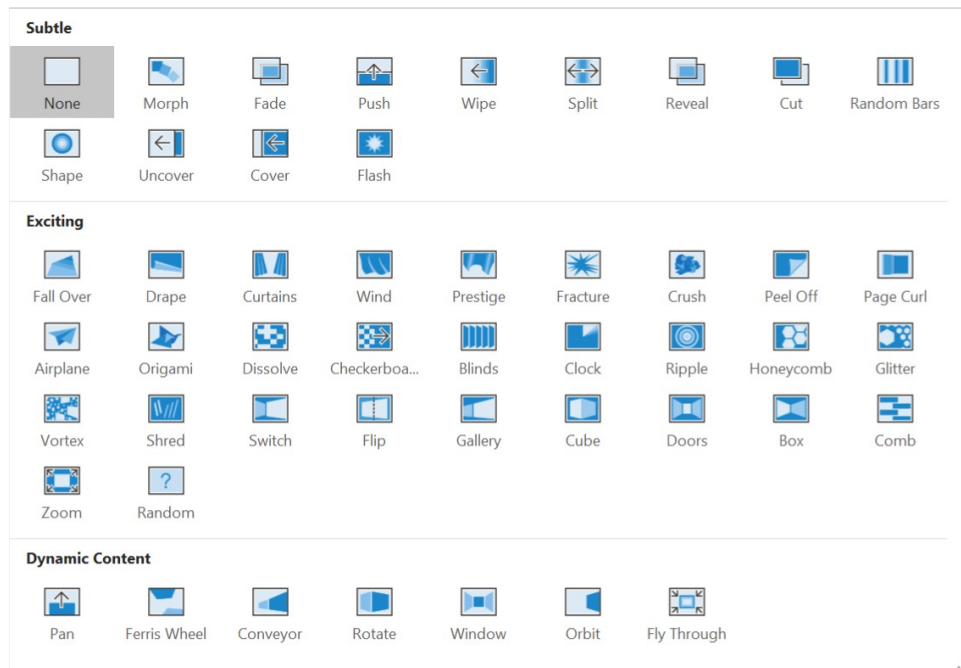 Subtle
None Morph Fade Push Wipe Split Reveal Cut Random Bars
Shape Uncover Cover Flash
Exciting
Fall Over Drape Curtains Wind Prestige Fracture Crush Peel Off Page Curl
Airplane Origami Dissolve Checkerboa... Blinds Clock Ripple Honeycomb Glitter
Vortex Shred Switch Flip Gallery Cube Doors Box Comb
?
Zoom Random
Dynamic Content
Pan Ferris Wheel Conveyor Rotate Window Orbit Fly Through